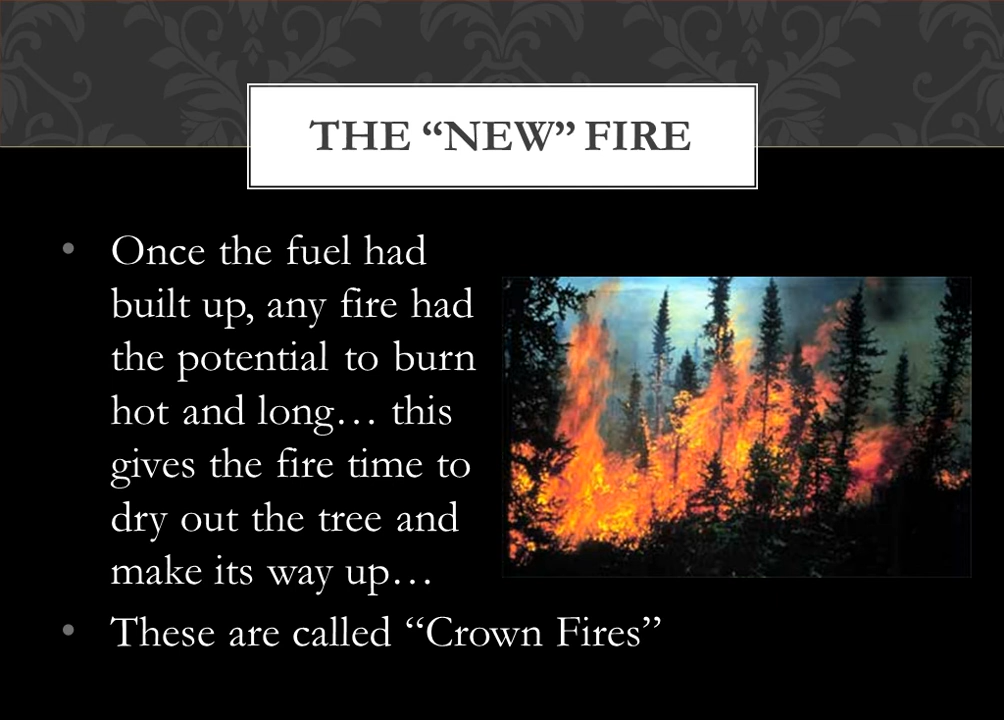 THE “NEW” FIRE
• Once the fuel had
built up, any fire had
the potential to burn
hot and long… this
gives the fire time to
dry out the tree and
make its way up…
• These are called “Crown Fires”